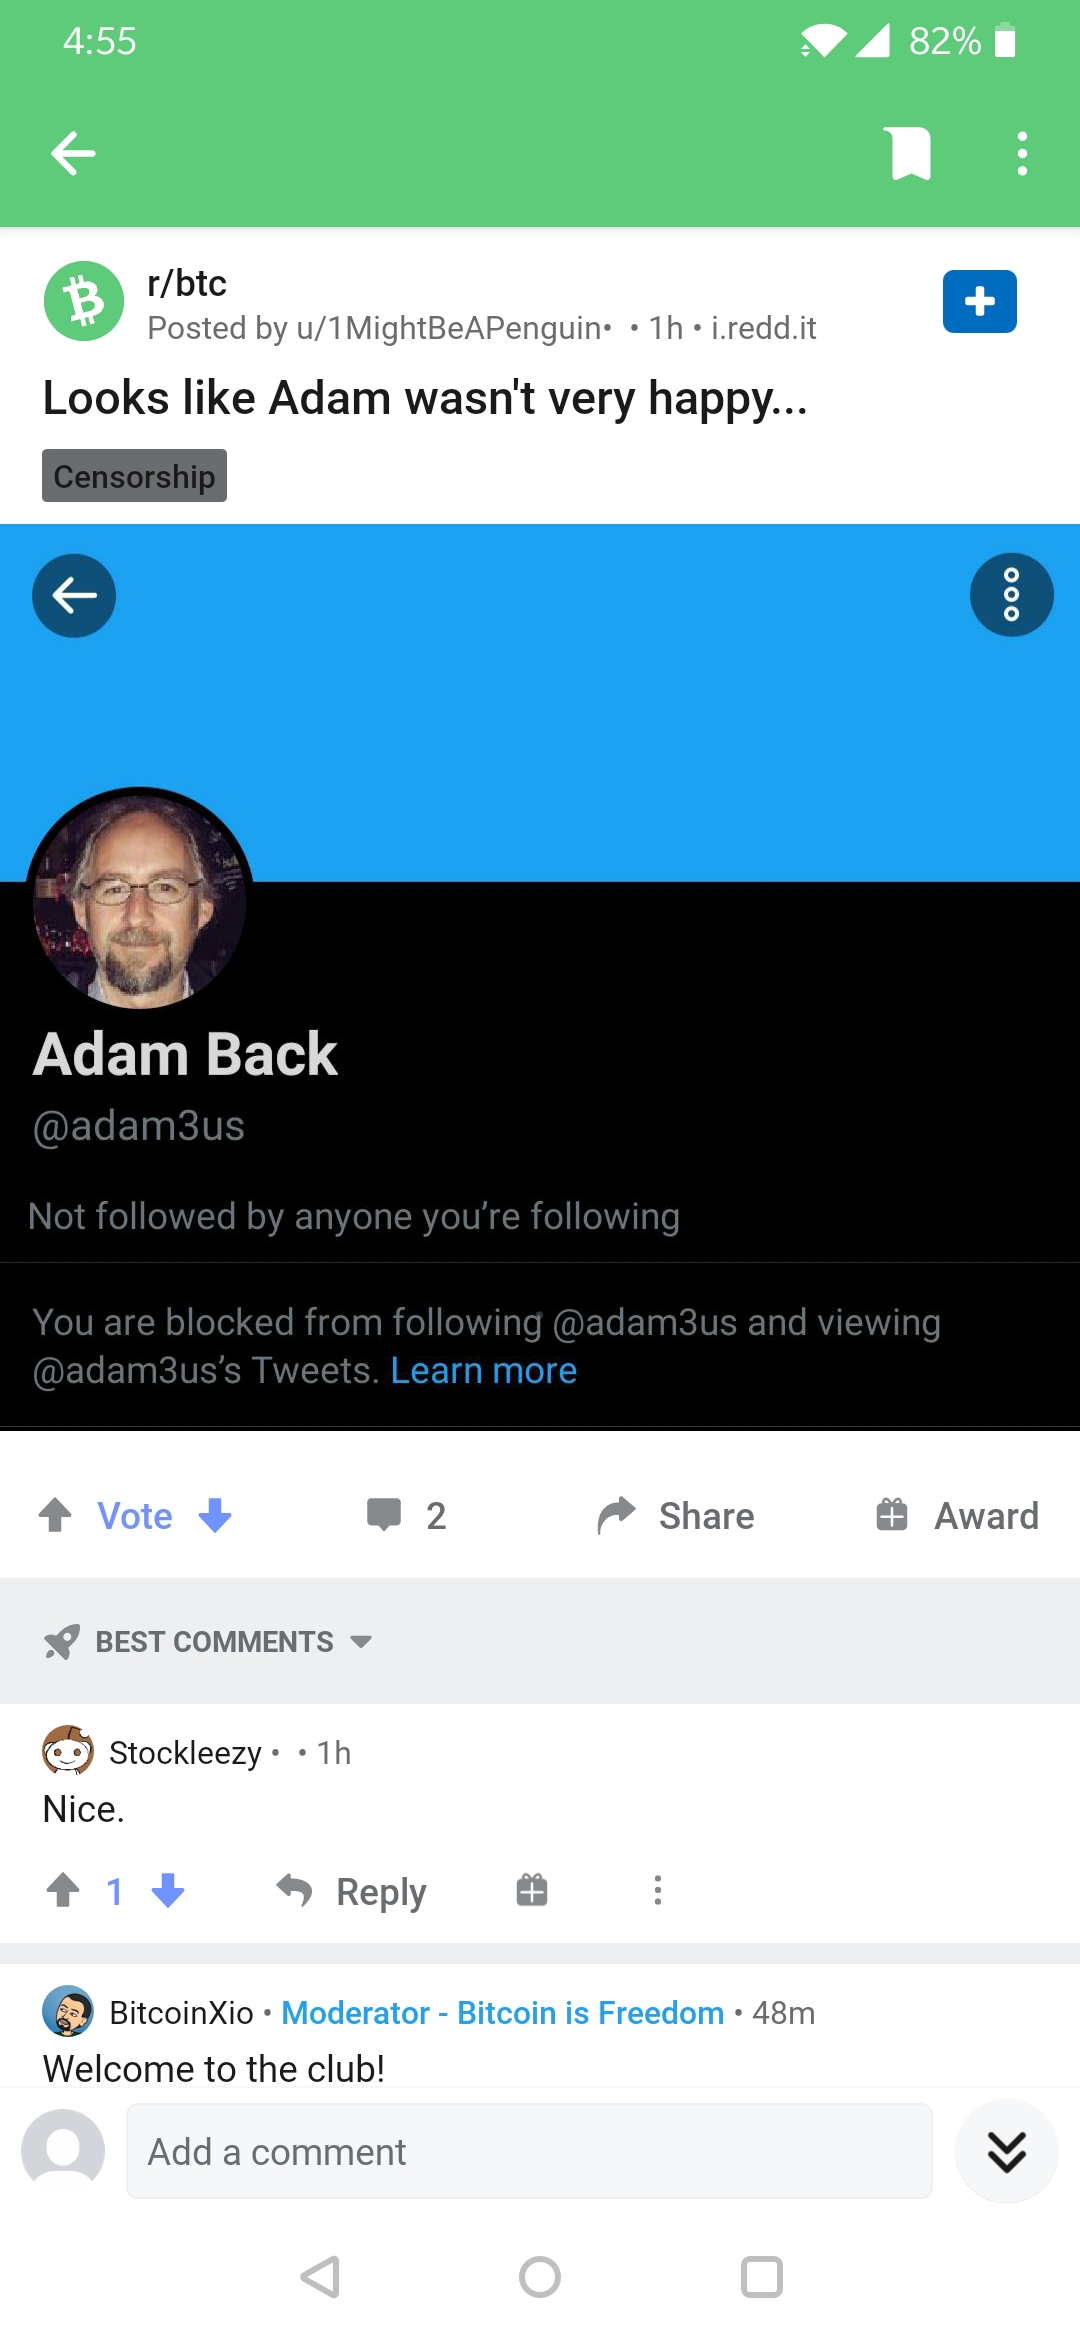 4:55
82%
r/btc
Posted by u/1MightBeAPenguin• • 1h • i.redd.it
Looks like Adam wasn't very happy...
Censorship
Adam Back
@adam3us
Not followed by anyone you’re following
You are blocked from following @adam3us and viewing
@adam3us’s Tweets. Learn more
Vote
2
Share
Award
BEST COMMENTS
Stockleezy • • 1h
Nice.
1
Reply
BitcoinXio • Moderator - Bitcoin is Freedom • 48m
Welcome to the club!
Add a comment